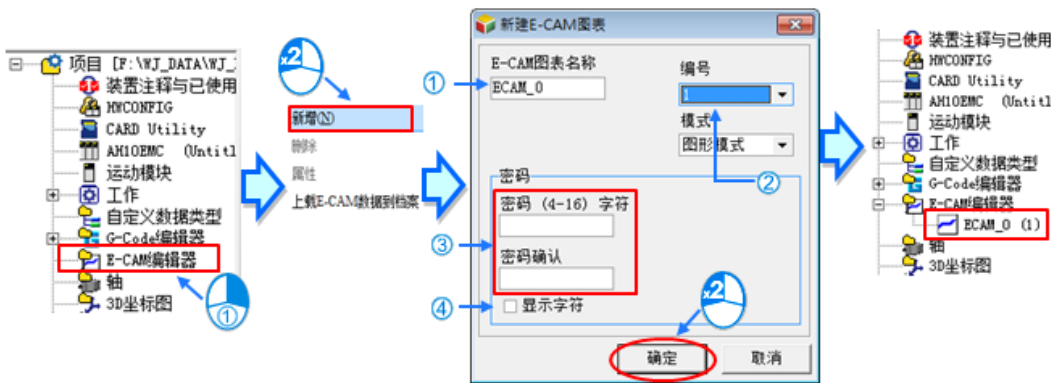 项目 [F:\WJ_DATA\WJ_
装置注释与已使用
HWCONFIG
CARD Utility
AH10EMC (Untitl
运动模块
工作
自定义数据类型
G-Code编辑器
E-CAM编辑器
轴
3D坐标图
①
×2
新增(N)
删除
属性
上载E-CAM数据到档案
新建E-CAM图表
E-CAM图表名称
①
ECAM_0
编号
1
模式
图形模式
②
密码
密码 (4-16) 字符
③
密码确认
④
显示字符
×2
确定
取消
装置注释与已使用
HWCONFIG
CARD Utility
AH10EMC (Untitl
运动模块
工作
自定义数据类型
G-Code编辑器
E-CAM编辑器
ECAM_0 (1)
轴
3D坐标图